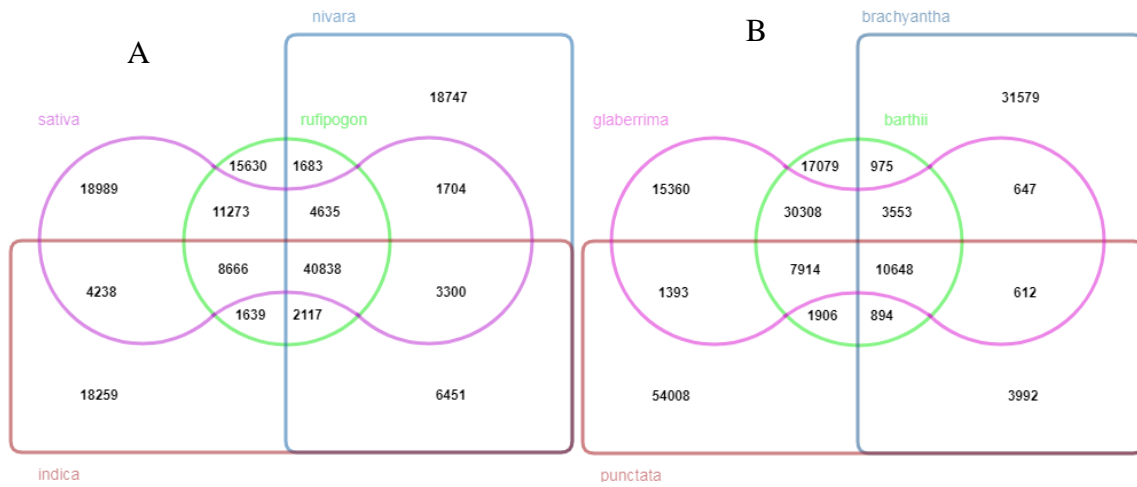 nivara
A
18747
sativa
rufipogon
15630 1683
18989
1704
11273 4635
8666 40838
4238
3300
1639 2117
18259
6451
indica
brachyantha
B
31579
glaberrima
barthii
17079 975
15360
647
30308 3553
7914 10648
1393
612
1906 894
54008
3992
punctata